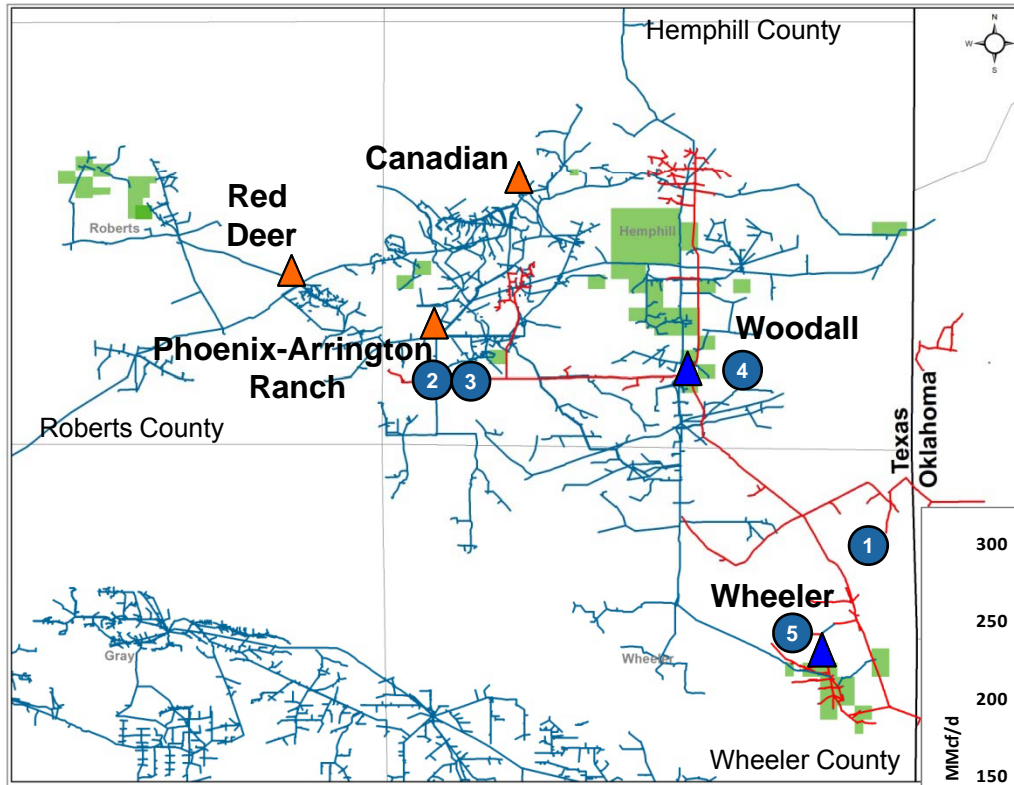 Hemphill County
N
W
S
Canadian
Red
Deer
Roberts
Hemphill
Phoenix-Arrington
Ranch
Woodall
2
3
4
Roberts County
Texas
Oklahoma
1
300
Wheeler
250
5
Gray
Wheeler
200
Wheeler County
MMcf/d
150